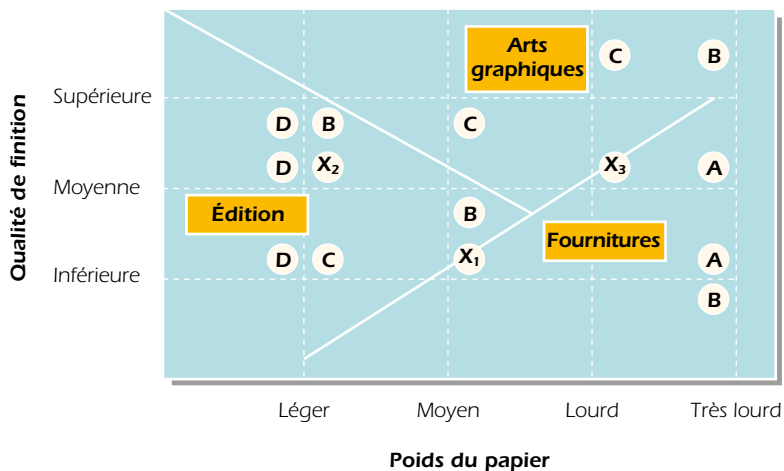 Arts
graphiques
C
B
Supérieure
D
B
C
D
X₂
X₃
A
Moyenne
Édition
B
Fournitures
D
C
X₁
A
Inférieure
B
Qualité de finition
Léger
Moyen
Lourd
Très lourd
Poids du papier